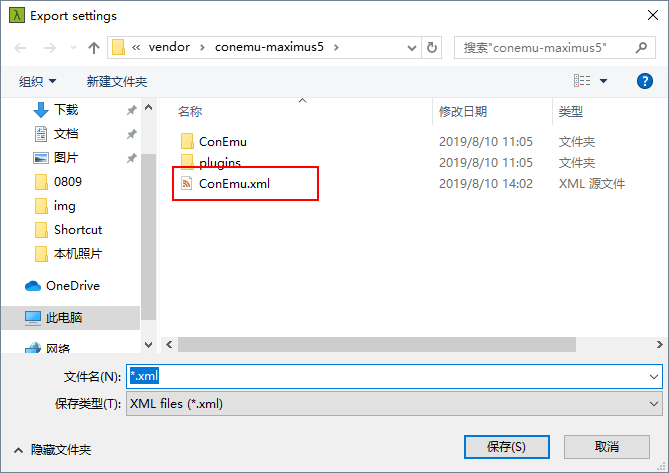 Export settings
« vendor › conemu-maximus5 ›
搜索"conemu-maximus5"
组织 新建文件夹
名称 修改日期 类型
下载
文档
图片
0809
img
Shortcut
本机照片
OneDrive
此电脑
网络
ConEmu 2019/8/10 11:05 文件夹
plugins 2019/8/10 11:05 文件夹
ConEmu.xml 2019/8/10 14:02 XML 源文件
文件名(N): *.xml
保存类型(T): XML files (*.xml)
隐藏文件夹 保存(S) 取消